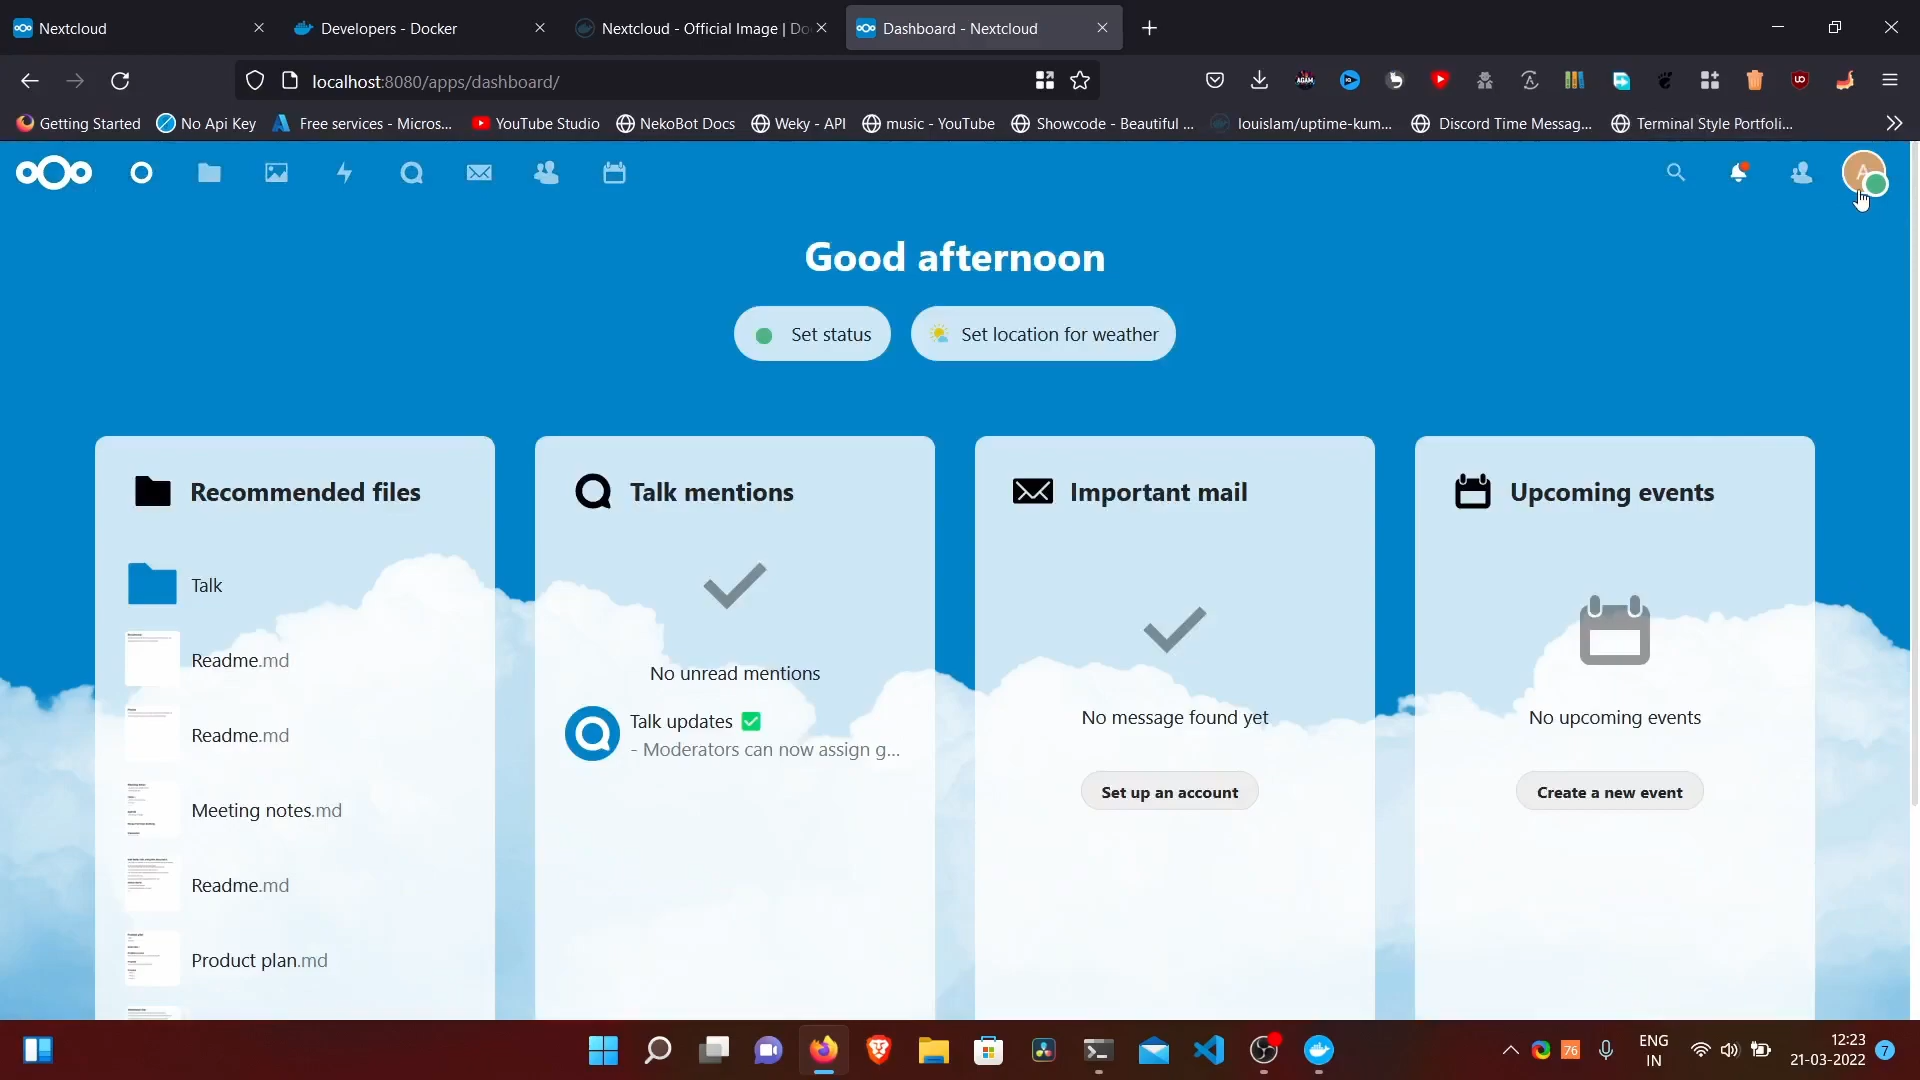 Nextcloud
Developers - Docker
Nextcloud - Official Image | Do
Dashboard - Nextcloud
localhost:8080/apps/dashboard/
Getting Started
No Api Key
Free services - Micros...
YouTube Studio
NekoBot Docs
Weky - API
music - YouTube
Showcode - Beautiful ...
louislam/uptime-kum...
Discord Time Messag...
Terminal Style Portfoli...
A
Good afternoon
Set status
Set location for weather
Recommended files
Talk
Readme.md
Readme.md
Meeting notes.md
Readme.md
Product plan.md
Talk mentions
No unread mentions
Talk updates ✅
- Moderators can now assign g...
Important mail
No message found yet
Set up an account
Upcoming events
No upcoming events
Create a new event
76
ENG
IN
12:23
21-03-2022
7